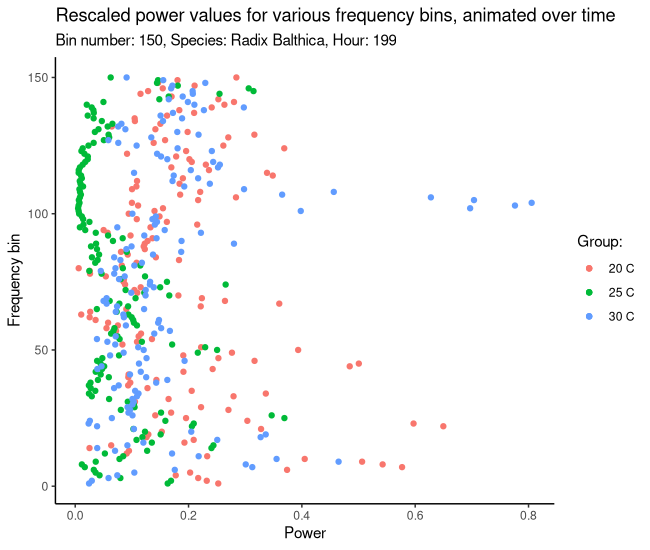 Rescaled power values for various frequency bins, animated over time
Bin number: 150, Species: Radix Balthica, Hour: 199
150
100
50
0
Frequency bin
0.0 0.2 0.4 0.6 0.8
Power
Group:
20 C
25 C
30 C